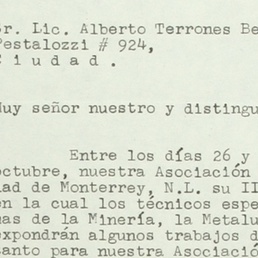 Sr. Lic. Alberto Terrones Be
Pestalozzi # 924,
C i u d a d .
Muy señor nuestro y distingu
Entre los días 26 y
octubre, nuestra Asociación
dad de Monterrey, N.L. su II
en la cual los técnicos espe
mas de la Minería, la Metalu
expondrán algunos trabajos d
tanto para nuestra Asociació